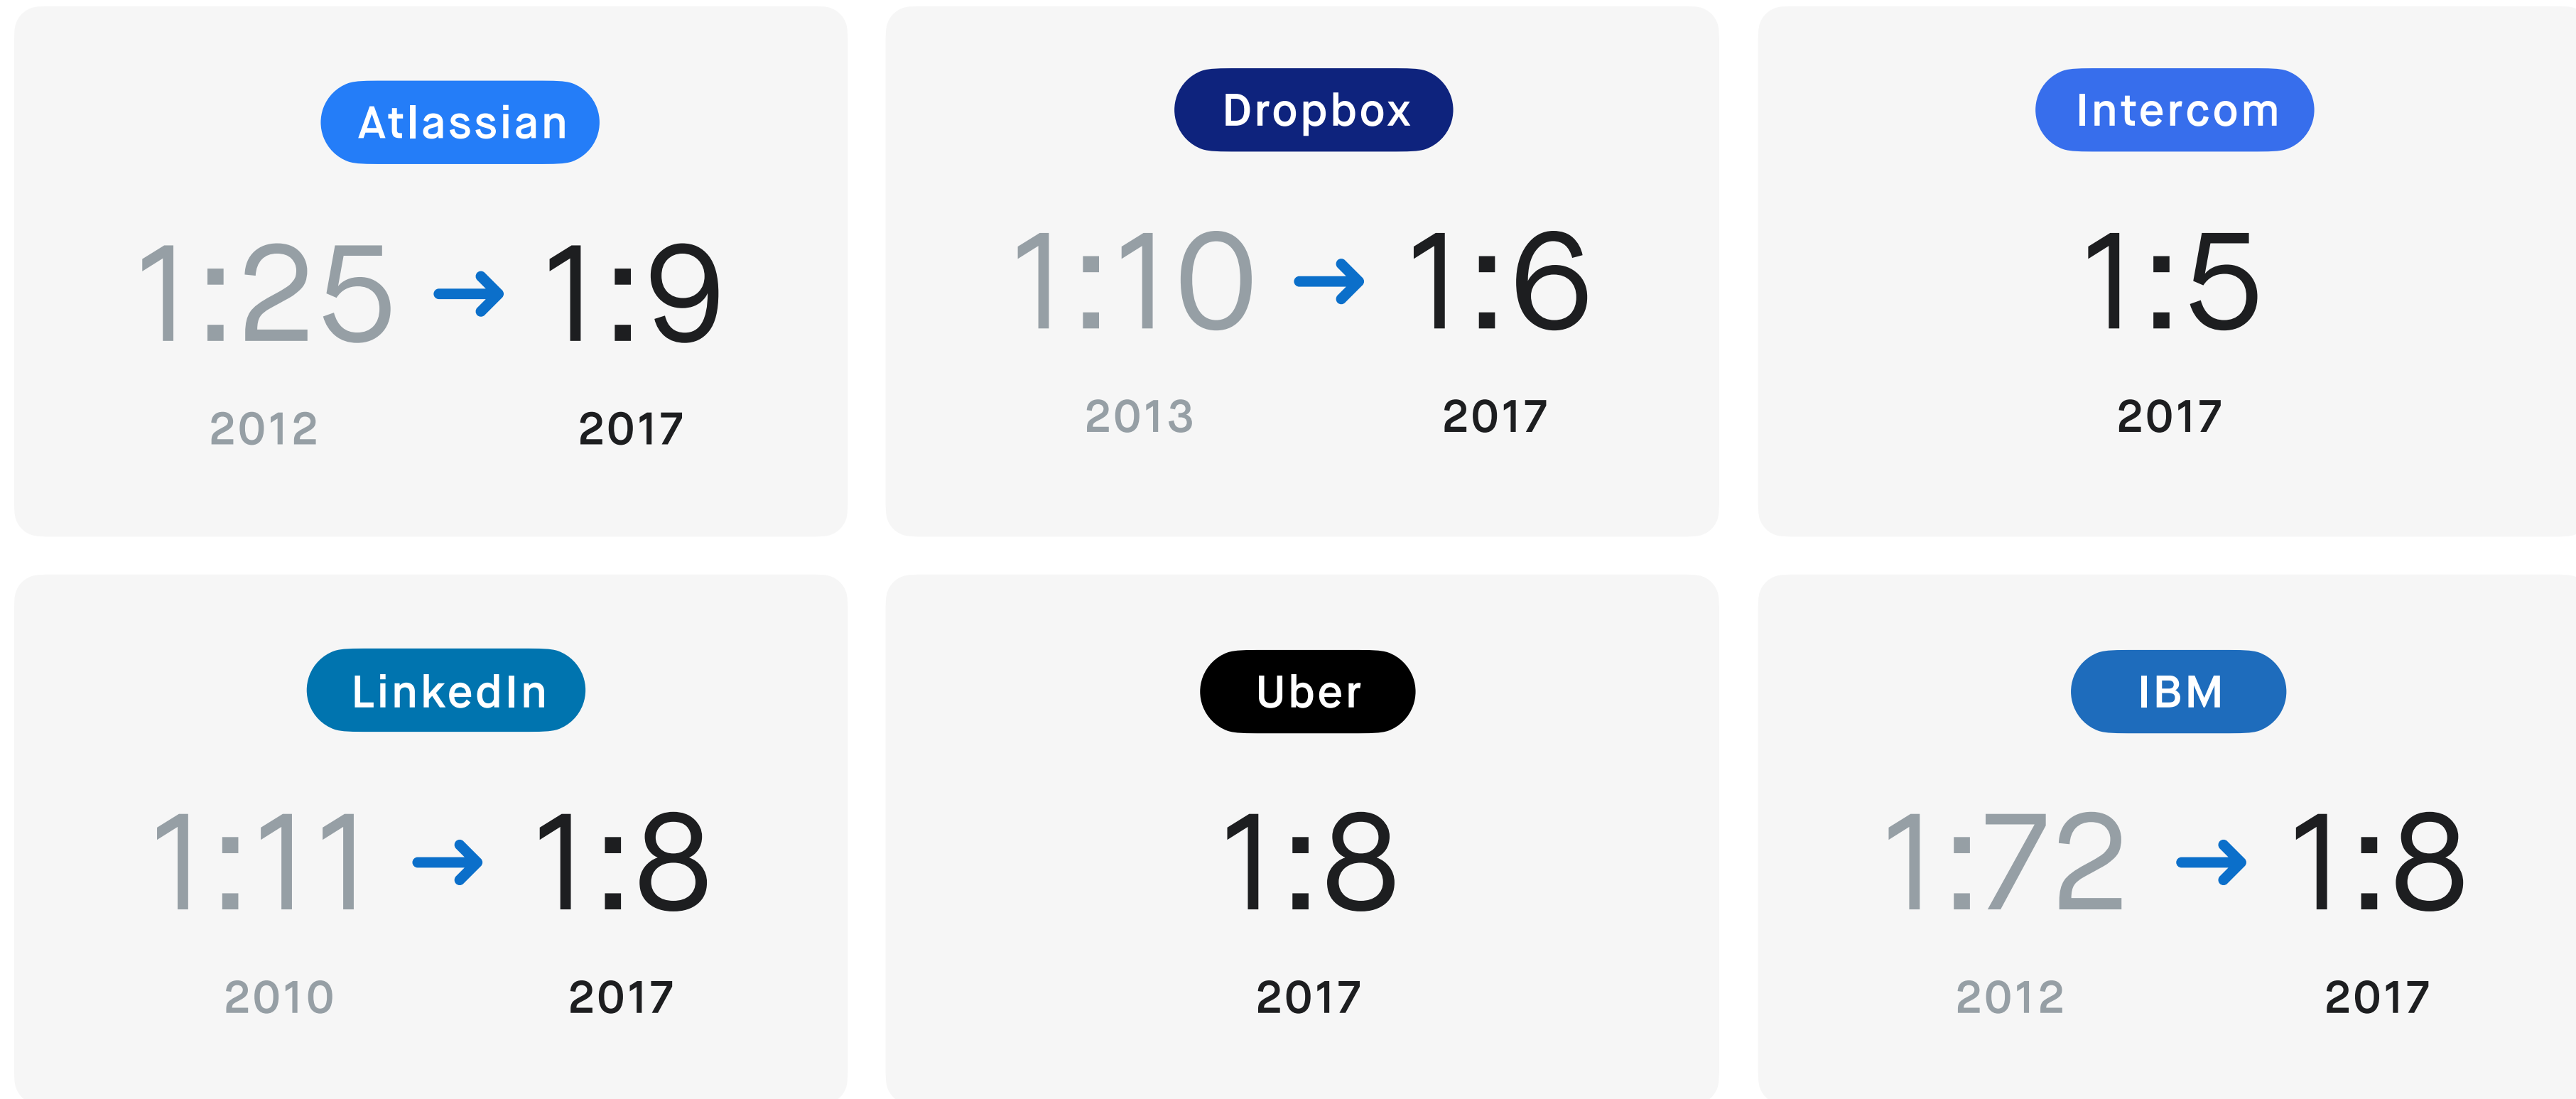 Atlassian
1:25 → 1:9
2012 2017
Dropbox
1:10 → 1:6
2013 2017
Intercom
1:5
2017
LinkedIn
1:11 → 1:8
2010 2017
Uber
1:8
2017
IBM
1:72 → 1:8
2012 2017